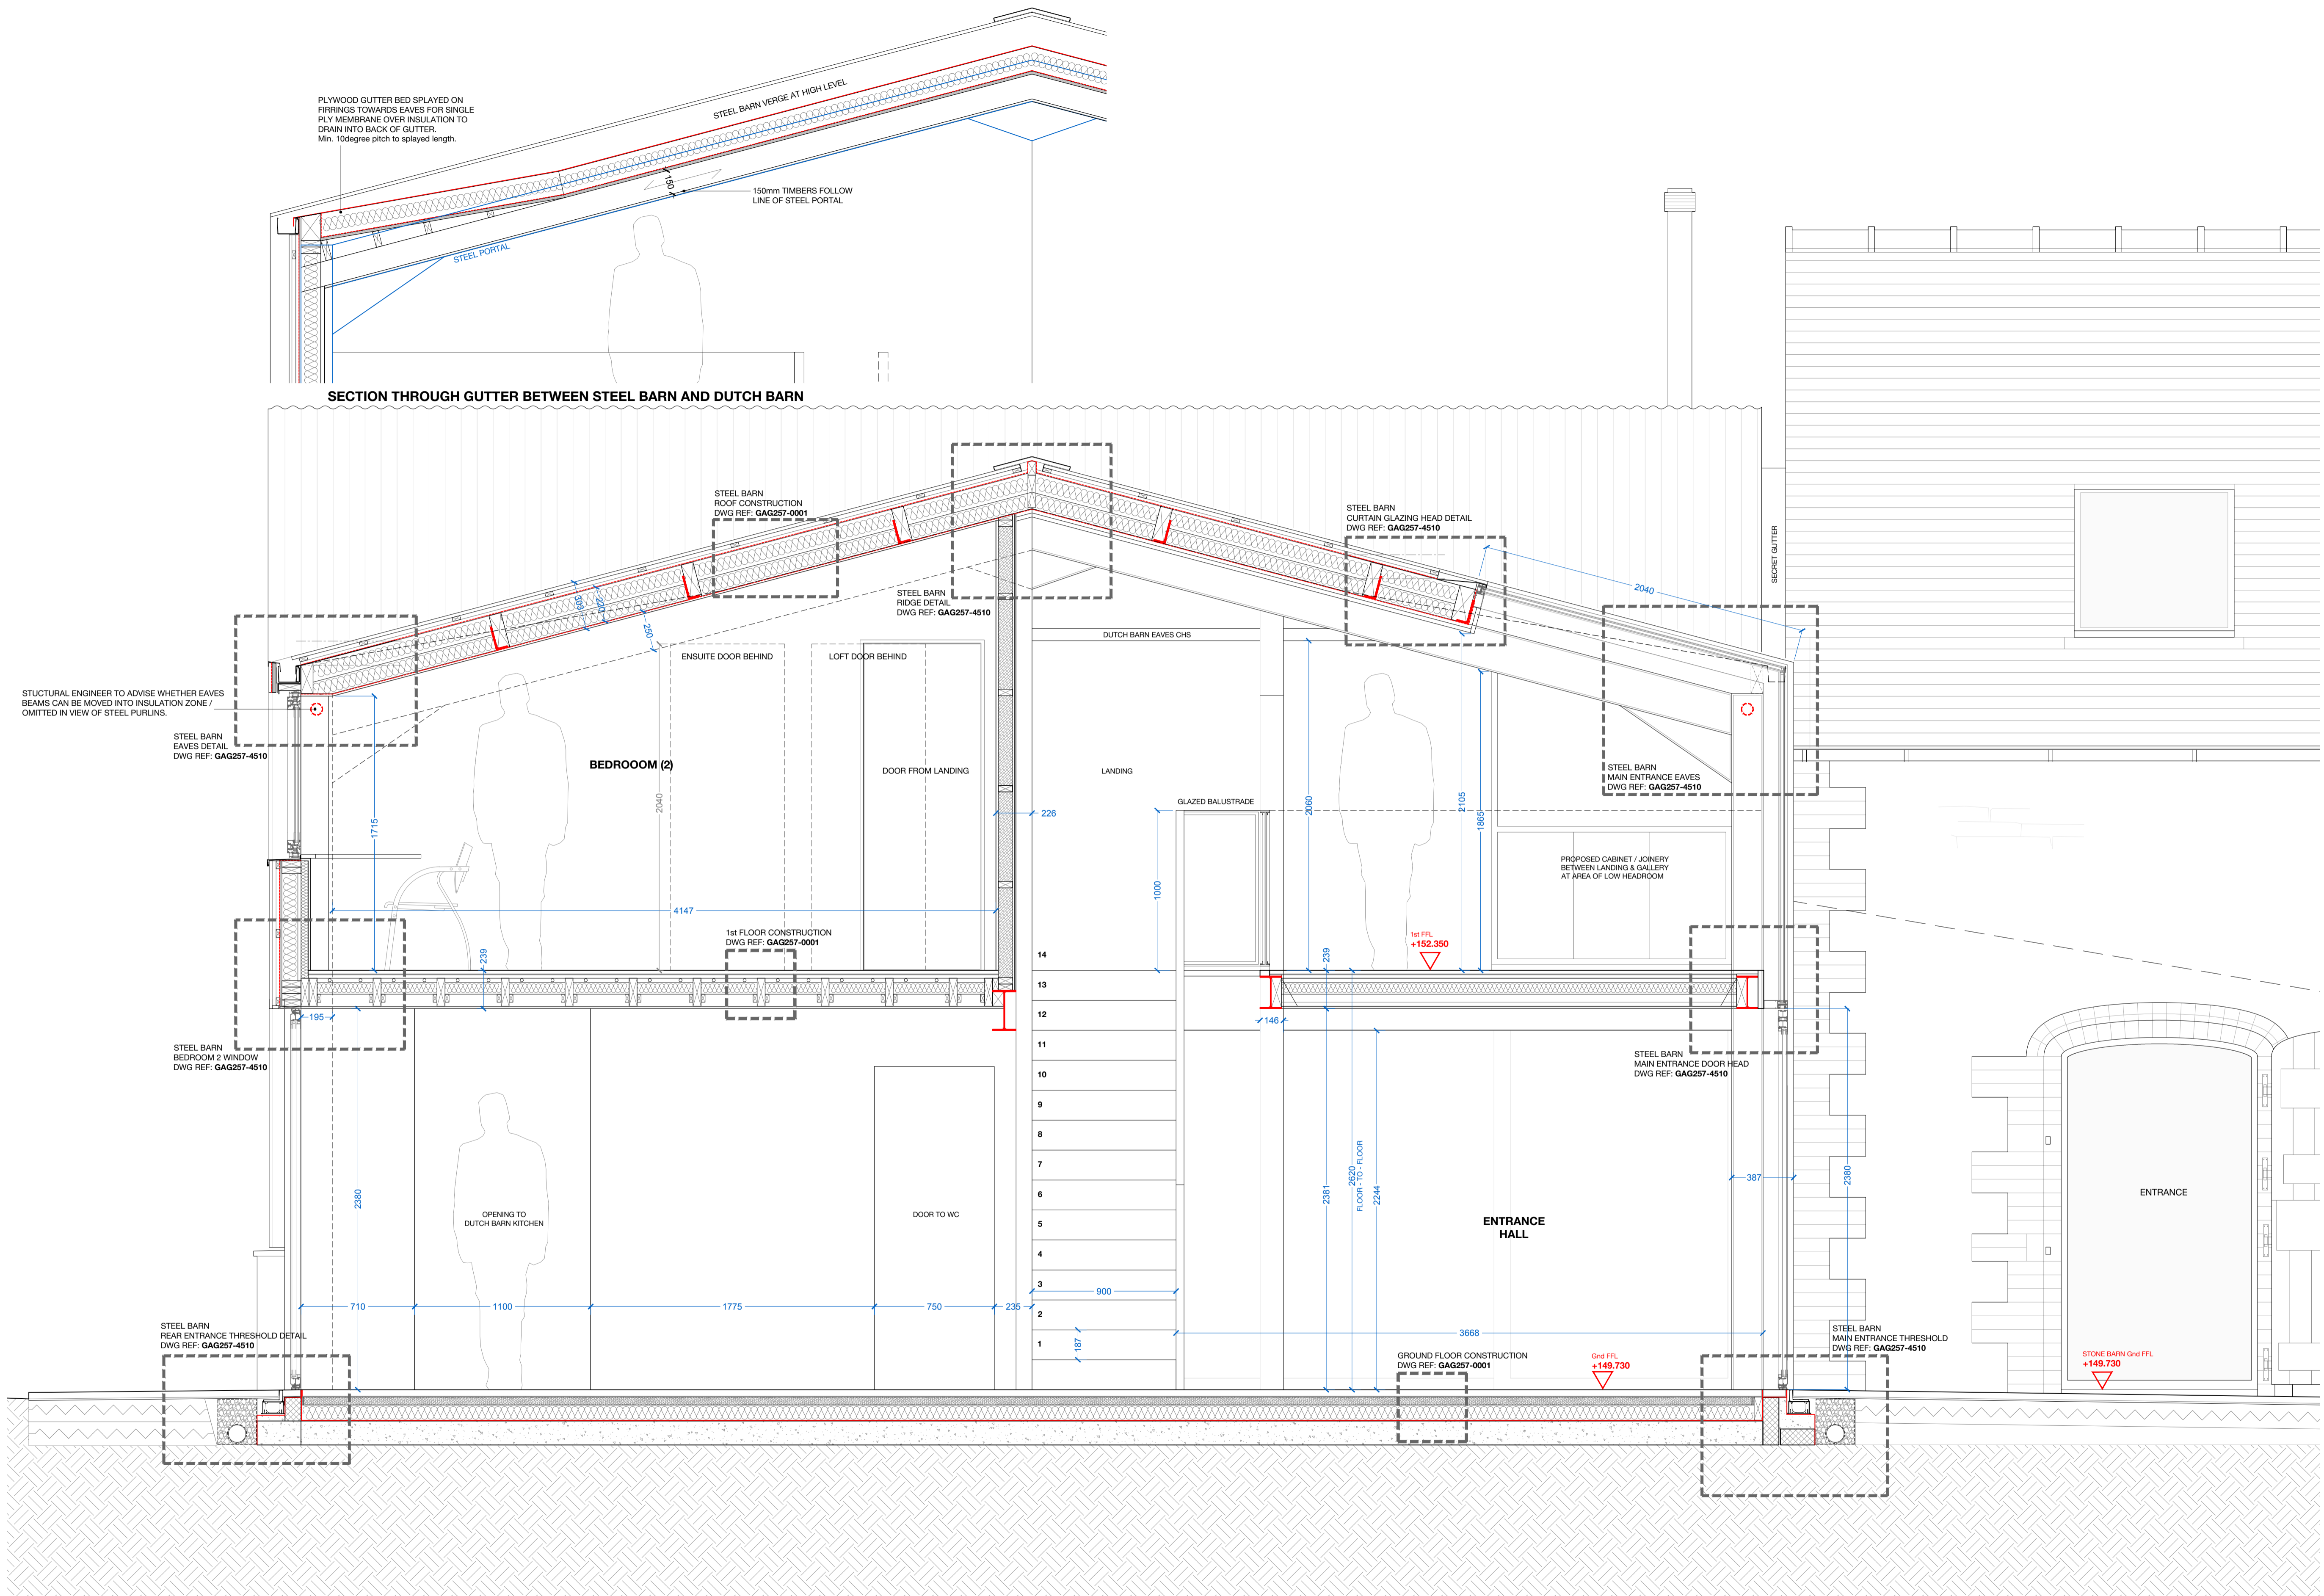 PLYWOOD GUTTER BED SPLAYED ON
FIRRINGS TOWARDS EAVES FOR SINGLE
PLY MEMBRANE OVER INSULATION TO
DRAIN INTO BACK OF GUTTER.
Min. 10degree pitch to splayed length.
STEEL BARN VERGE AT HIGH LEVEL
150
150mm TIMBERS FOLLOW
LINE OF STEEL PORTAL
STEEL PORTAL
SECTION THROUGH GUTTER BETWEEN STEEL BARN AND DUTCH BARN
STEEL BARN
ROOF CONSTRUCTION
DWG REF: GAG257-0001
STEEL BARN
CURTAIN GLAZING HEAD DETAIL
DWG REF: GAG257-4510
SECRET GUTTER
2040
STEEL BARN
RIDGE DETAIL
DWG REF: GAG257-4510
303
220
250
DUTCH BARN EAVES CHS
ENSUITE DOOR BEHIND
LOFT DOOR BEHIND
STUCTURAL ENGINEER TO ADVISE WHETHER EAVES
BEAMS CAN BE MOVED INTO INSULATION ZONE /
OMITTED IN VIEW OF STEEL PURLINS.
STEEL BARN
EAVES DETAIL
DWG REF: GAG257-4510
BEDROOOM (2)
DOOR FROM LANDING
LANDING
STEEL BARN
MAIN ENTRANCE EAVES
DWG REF: GAG257-4510
GLAZED BALUSTRADE
1715
2040
226
2060
2105
1865
1000
PROPOSED CABINET / JOINERY
BETWEEN LANDING & GALLERY
AT AREA OF LOW HEADROOM
4147
1st FLOOR CONSTRUCTION
DWG REF: GAG257-0001
1st FFL
+152.350
239
239
14
13
12
11
10
9
8
7
6
5
4
3
2
1
195
146
STEEL BARN
BEDROOM 2 WINDOW
DWG REF: GAG257-4510
STEEL BARN
MAIN ENTRANCE DOOR HEAD
DWG REF: GAG257-4510
2380
2381
2620
FLOOR - TO - FLOOR
2244
387
2380
ENTRANCE
OPENING TO
DUTCH BARN KITCHEN
DOOR TO WC
ENTRANCE
HALL
710
1100
1775
750
235
900
187
3668
STEEL BARN
REAR ENTRANCE THRESHOLD DETAIL
DWG REF: GAG257-4510
GROUND FLOOR CONSTRUCTION
DWG REF: GAG257-0001
Gnd FFL
+149.730
STEEL BARN
MAIN ENTRANCE THRESHOLD
DWG REF: GAG257-4510
STONE BARN Gnd FFL
+149.730